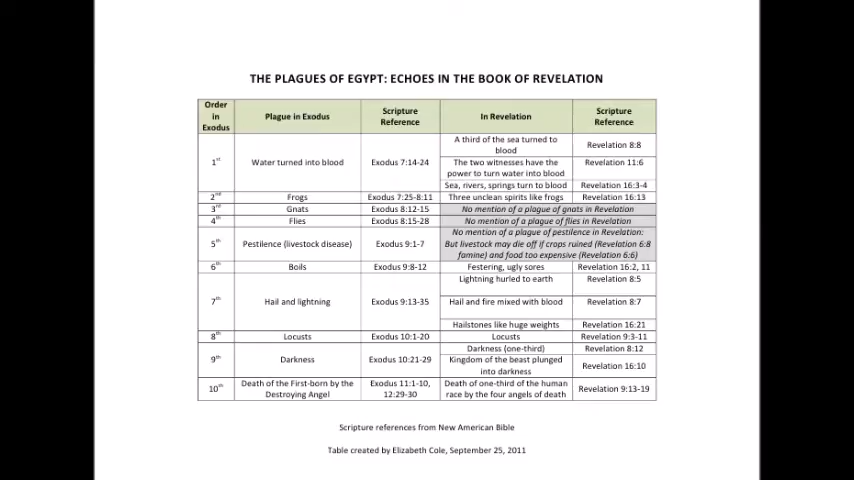 THE PLAGUES OF EGYPT: ECHOES IN THE BOOK OF REVELATION
Order in Exodus Plague in Exodus Scripture Reference In Revelation Scripture Reference
1st Water turned into blood Exodus 7:14-24 A third of the sea turned to blood Revelation 8:8
The two witnesses have the power to turn water into blood Revelation 11:6
Sea, rivers, springs turn to blood Revelation 16:3-4
2nd Frogs Exodus 7:25-8:11 Three unclean spirits like frogs Revelation 16:13
3rd Gnats Exodus 8:12-15 No mention of a plague of gnats in Revelation
4th Flies Exodus 8:15-28 No mention of a plague of flies in Revelation
5th Pestilence (livestock disease) Exodus 9:1-7 No mention of a plague of pestilence in Revelation:
But livestock may die off if crops ruined (Revelation 6:8
famine) and food too expensive (Revelation 6:6)
6th Boils Exodus 9:8-12 Festering, ugly sores Revelation 16:2, 11
7th Hail and lightning Exodus 9:13-35 Lightning hurled to earth Revelation 8:5
Hail and fire mixed with blood Revelation 8:7
Hailstones like huge weights Revelation 16:21
8th Locusts Exodus 10:1-20 Locusts Revelation 9:3-11
9th Darkness Exodus 10:21-29 Darkness (one-third) Revelation 8:12
Kingdom of the beast plunged into darkness Revelation 16:10
10th Death of the First-born by the Destroying Angel Exodus 11:1-10, 12:29-30 Death of one-third of the human race by the four angels of death Revelation 9:13-19
Scripture references from New American Bible
Table created by Elizabeth Cole, September 25, 2011